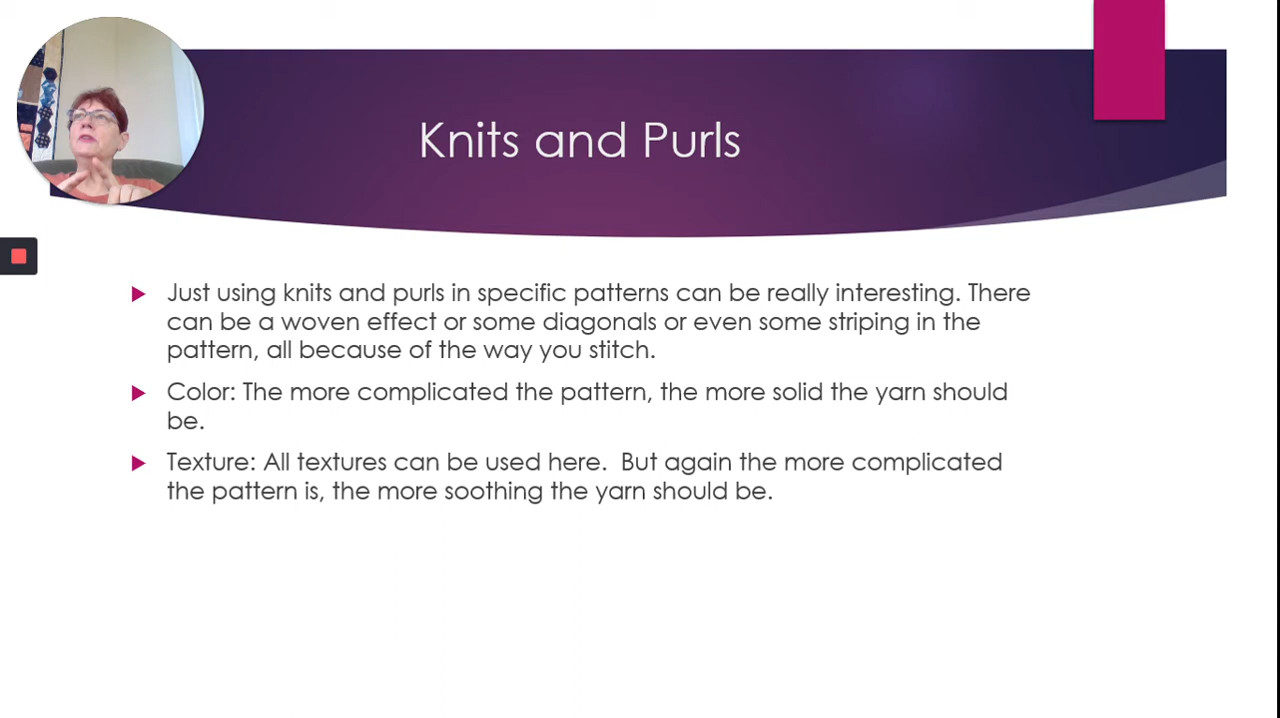 Knits and Purls
Just using knits and purls in specific patterns can be really interesting. There
can be a woven effect or some diagonals or even some striping in the
pattern, all because of the way you stitch.
Color: The more complicated the pattern, the more solid the yarn should
be.
Texture: All textures can be used here.  But again the more complicated
the pattern is, the more soothing the yarn should be.